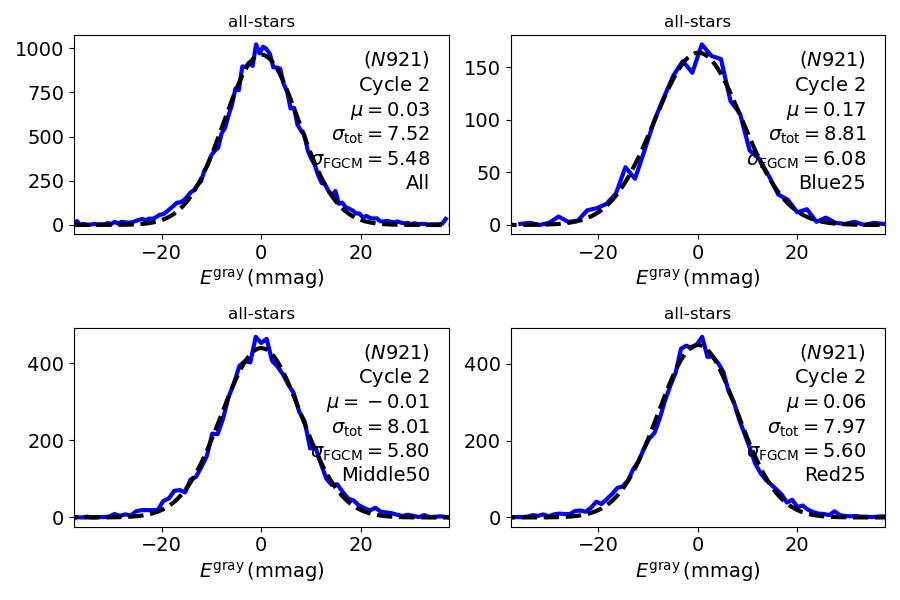 all-stars
1000
750
500
250
0
(N921)
Cycle 2
μ = 0.03
σtot = 7.52
σFGCM = 5.48
All
−20 0 20
Egray (mmag)
all-stars
150
100
50
0
(N921)
Cycle 2
μ = 0.17
σtot = 8.81
σFGCM = 6.08
Blue25
−20 0 20
Egray (mmag)
all-stars
400
200
0
(N921)
Cycle 2
μ = −0.01
σtot = 8.01
σFGCM = 5.80
Middle50
−20 0 20
Egray (mmag)
all-stars
400
200
0
(N921)
Cycle 2
μ = 0.06
σtot = 7.97
σFGCM = 5.60
Red25
−20 0 20
Egray (mmag)